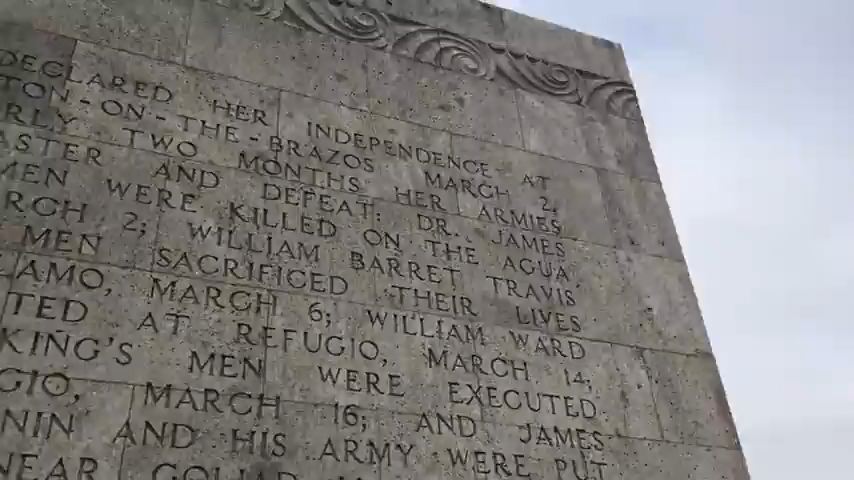 DECLARED HER INDEPENDENCE AT
TON-ON-THE-BRAZOS MARCH 2,
RLY TWO MONTHS HER ARMIES
ASTER AND DEFEAT: DR. JAMES
MEN WERE KILLED ON THE AGUA
RCH 2; WILLIAM BARRET TRAVIS
MEN SACRIFICED THEIR LIVES
LAMO, MARCH 6; WILLIAM WARD
TED AT REFUGIO, MARCH 14;
KING'S MEN WERE EXECUTED
GIO, MARCH 16; AND JAMES
NIN AND HIS ARMY WERE PUT
NEAR GOLIAD